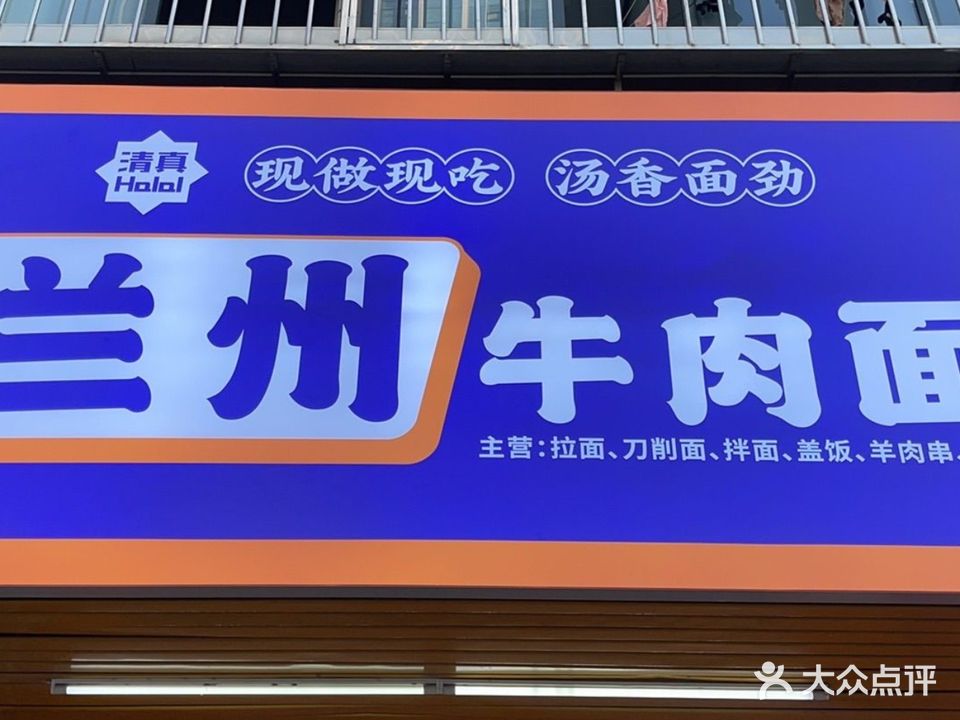 清真
Halal
现做现吃 汤香面劲
兰州牛肉面
主营:拉面、刀削面、拌面、盖饭、羊肉串、
大众点评